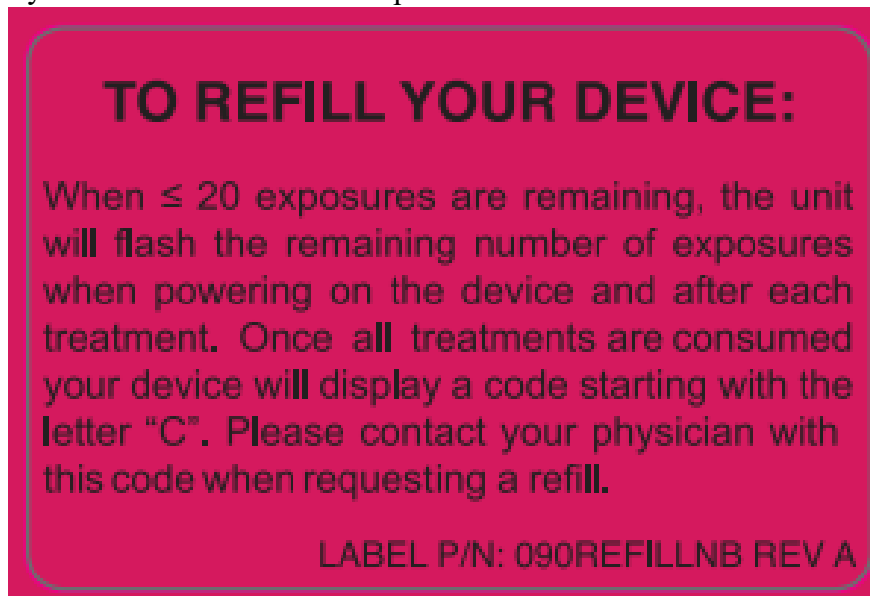 TO REFILL YOUR DEVICE:
When ≤ 20 exposures are remaining, the unit
will flash the remaining number of exposures
when powering on the device and after each
treatment. Once all treatments are consumed
your device will display a code starting with the
letter “C”. Please contact your physician with
this code when requesting a refill.
LABEL P/N: 090REFILLNB REV A